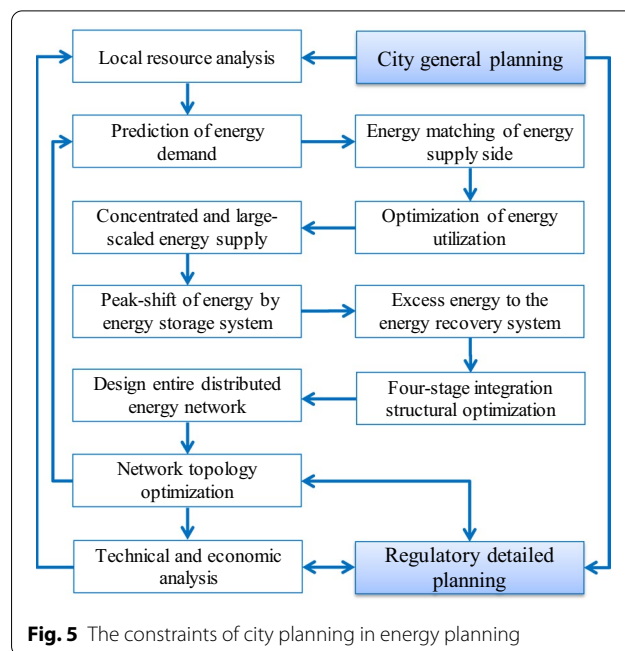 Local resource analysis
City general planning
Prediction of energy
demand
Energy matching of energy
supply side
Concentrated and large-
scaled energy supply
Optimization of energy
utilization
Peak-shift of energy by
energy storage system
Excess energy to the
energy recovery system
Design entire distributed
energy network
Four-stage integration
structural optimization
Network topology
optimization
Technical and economic
analysis
Regulatory detailed
planning
Fig. 5 The constraints of city planning in energy planning